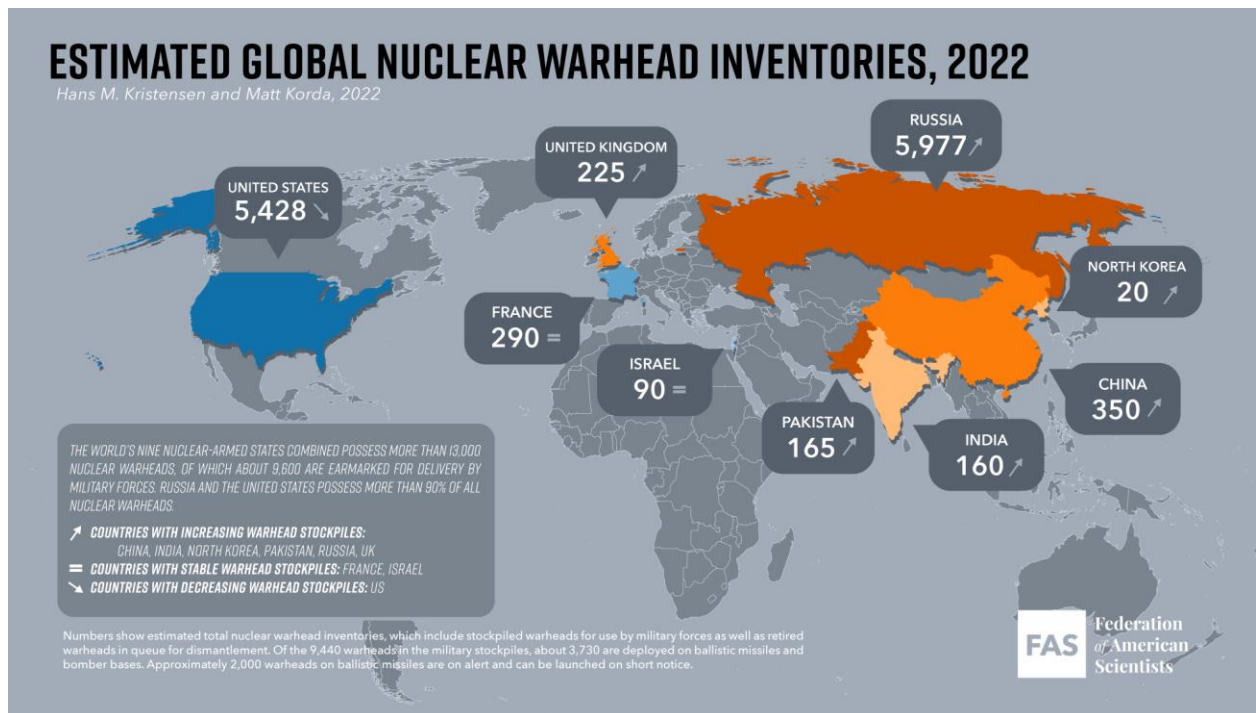 ESTIMATED GLOBAL NUCLEAR WARHEAD INVENTORIES, 2022
Hans M. Kristensen and Matt Korda, 2022
RUSSIA
5,977↗
UNITED KINGDOM
225 ↗
UNITED STATES
5,428 ↘
NORTH KOREA
20 ↗
FRANCE
290 =
ISRAEL
90 =
CHINA
350 ↗
PAKISTAN
165 ↗
INDIA
160 ↗
THE WORLD'S NINE NUCLEAR-ARMED STATES COMBINED POSSESS MORE THAN 13,000
NUCLEAR WARHEADS, OF WHICH ABOUT 9,600 ARE EARMARKED FOR DELIVERY BY
MILITARY FORCES. RUSSIA AND THE UNITED STATES POSSESS MORE THAN 90% OF ALL
NUCLEAR WARHEADS.
↗ COUNTRIES WITH INCREASING WARHEAD STOCKPILES:
CHINA, INDIA, NORTH KOREA, PAKISTAN, RUSSIA, UK
= COUNTRIES WITH STABLE WARHEAD STOCKPILES: FRANCE, ISRAEL
↘ COUNTRIES WITH DECREASING WARHEAD STOCKPILES: US
Numbers show estimated total nuclear warhead inventories, which include stockpiled warheads for use by military forces as well as retired
warheads in queue for dismantlement. Of the 9,440 warheads in the military stockpiles, about 3,730 are deployed on ballistic missiles and
bomber bases. Approximately 2,000 warheads on ballistic missiles are on alert and can be launched on short notice.
FAS
Federation
of American
Scientists